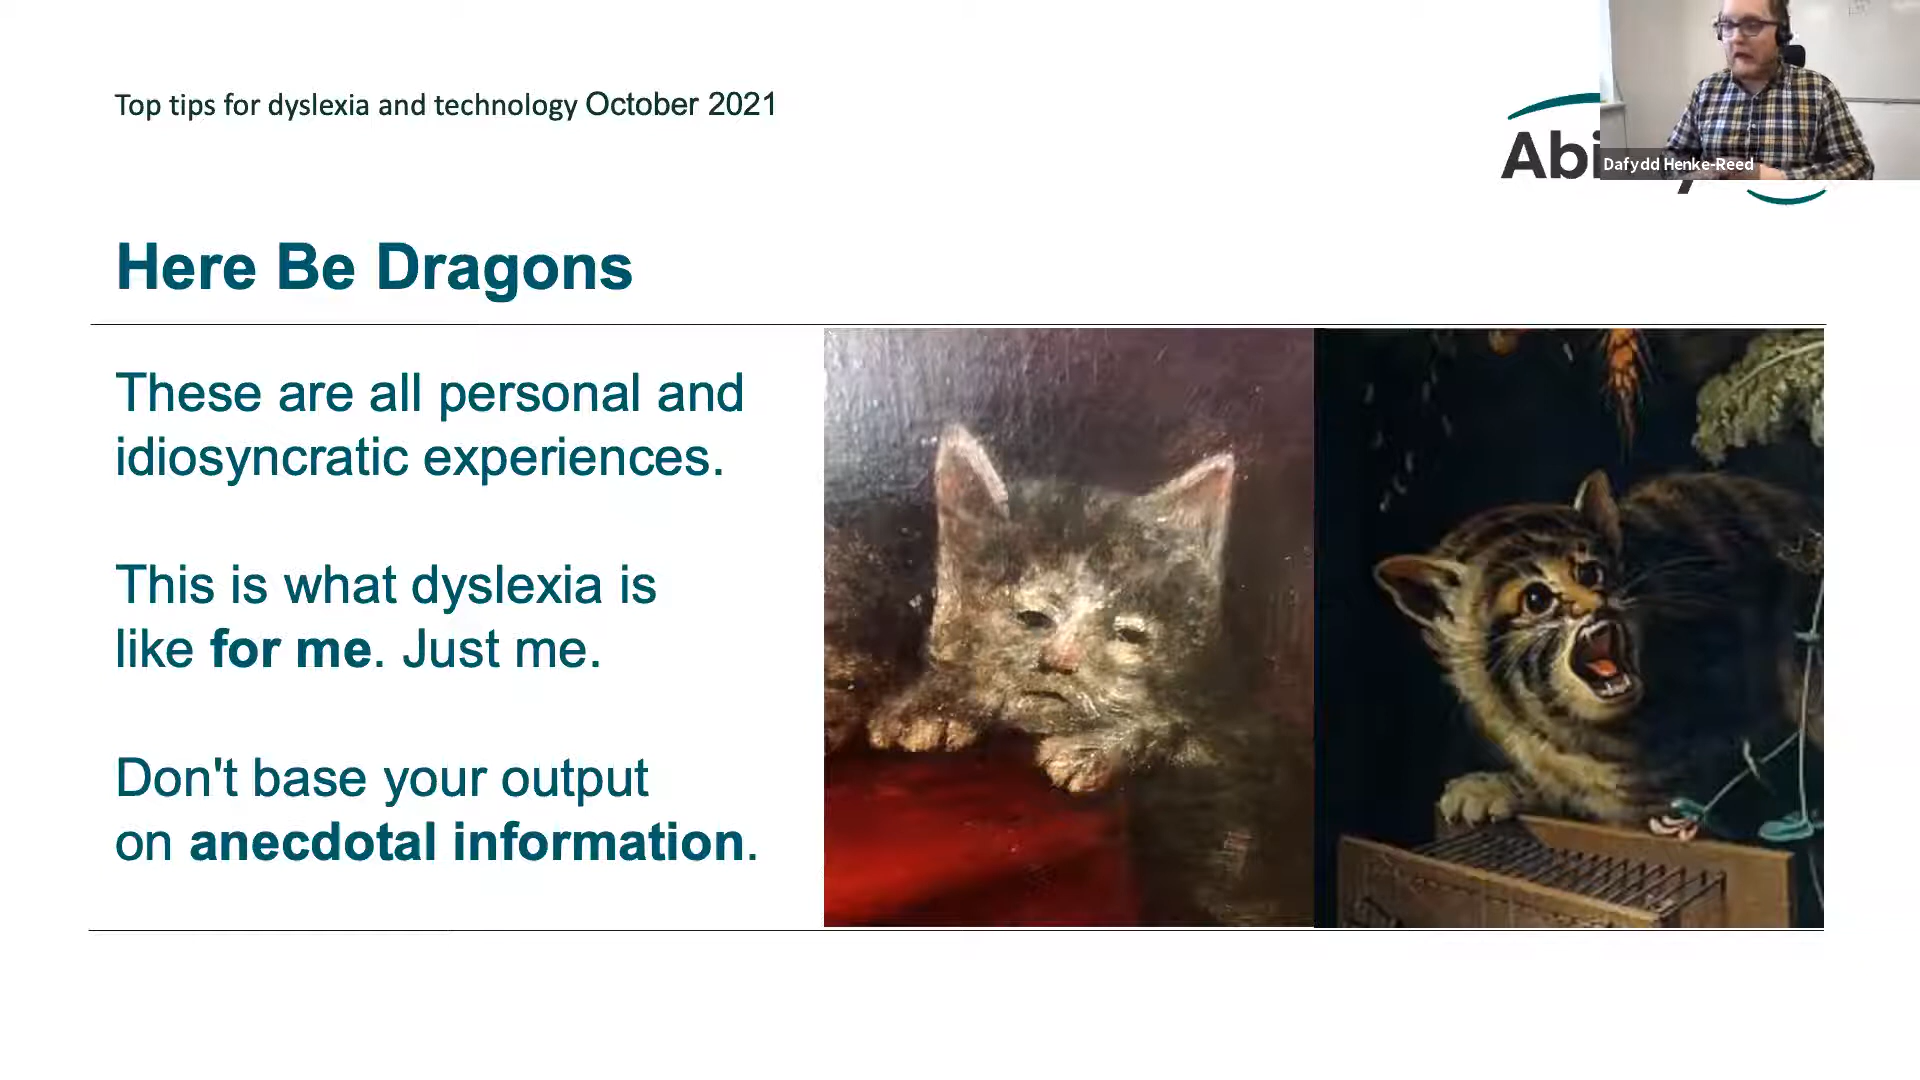 Top tips for dyslexia and technology October 2021
Dafydd Henke-Reed
Here Be Dragons
These are all personal and
idiosyncratic experiences.
This is what dyslexia is
like for me. Just me.
Don't base your output
on anecdotal information.